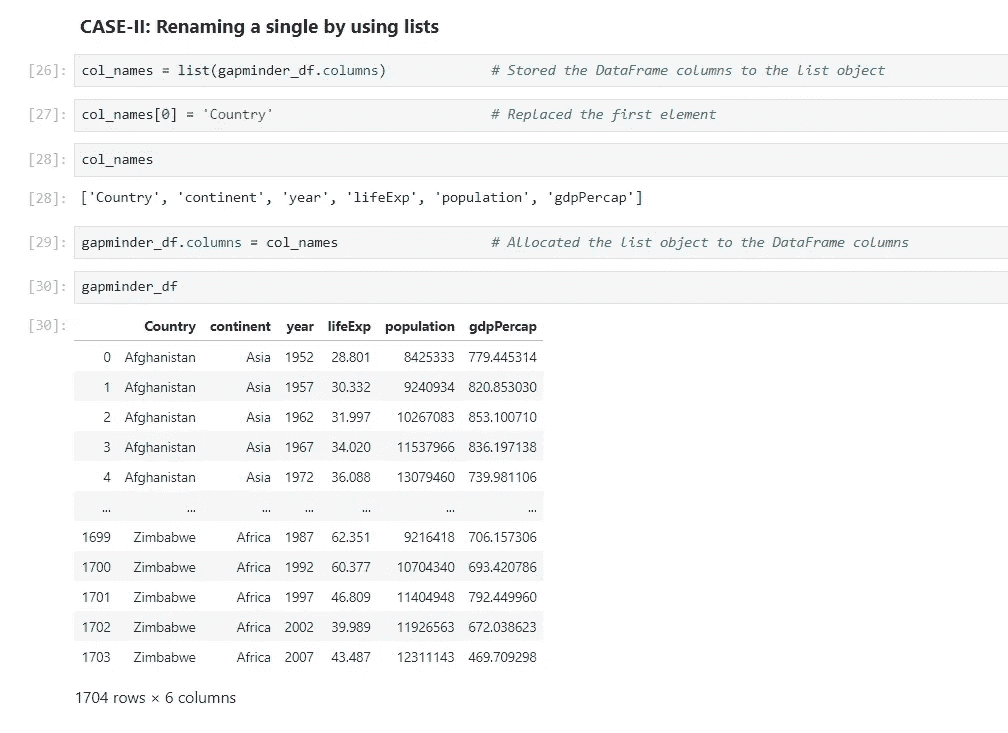 CASE-II: Renaming a single by using lists
[26]: col_names = list(gapminder_df.columns) # Stored the DataFrame columns to the list object
[27]: col_names[0] = 'Country' # Replaced the first element
[28]: col_names
[28]: ['Country', 'continent', 'year', 'lifeExp', 'population', 'gdpPercap']
[29]: gapminder_df.columns = col_names # Allocated the list object to the DataFrame columns
[30]: gapminder_df
[30]: Country continent year lifeExp population gdpPercap
0 Afghanistan Asia 1952 28.801 8425333 779.445314
1 Afghanistan Asia 1957 30.332 9240934 820.853030
2 Afghanistan Asia 1962 31.997 10267083 853.100710
3 Afghanistan Asia 1967 34.020 11537966 836.197138
4 Afghanistan Asia 1972 36.088 13079460 739.981106
... ... ... ... ... ... ...
1699 Zimbabwe Africa 1987 62.351 9216418 706.157306
1700 Zimbabwe Africa 1992 60.377 10704340 693.420786
1701 Zimbabwe Africa 1997 46.809 11404948 792.449960
1702 Zimbabwe Africa 2002 39.989 11926563 672.038623
1703 Zimbabwe Africa 2007 43.487 12311143 469.709298
1704 rows × 6 columns